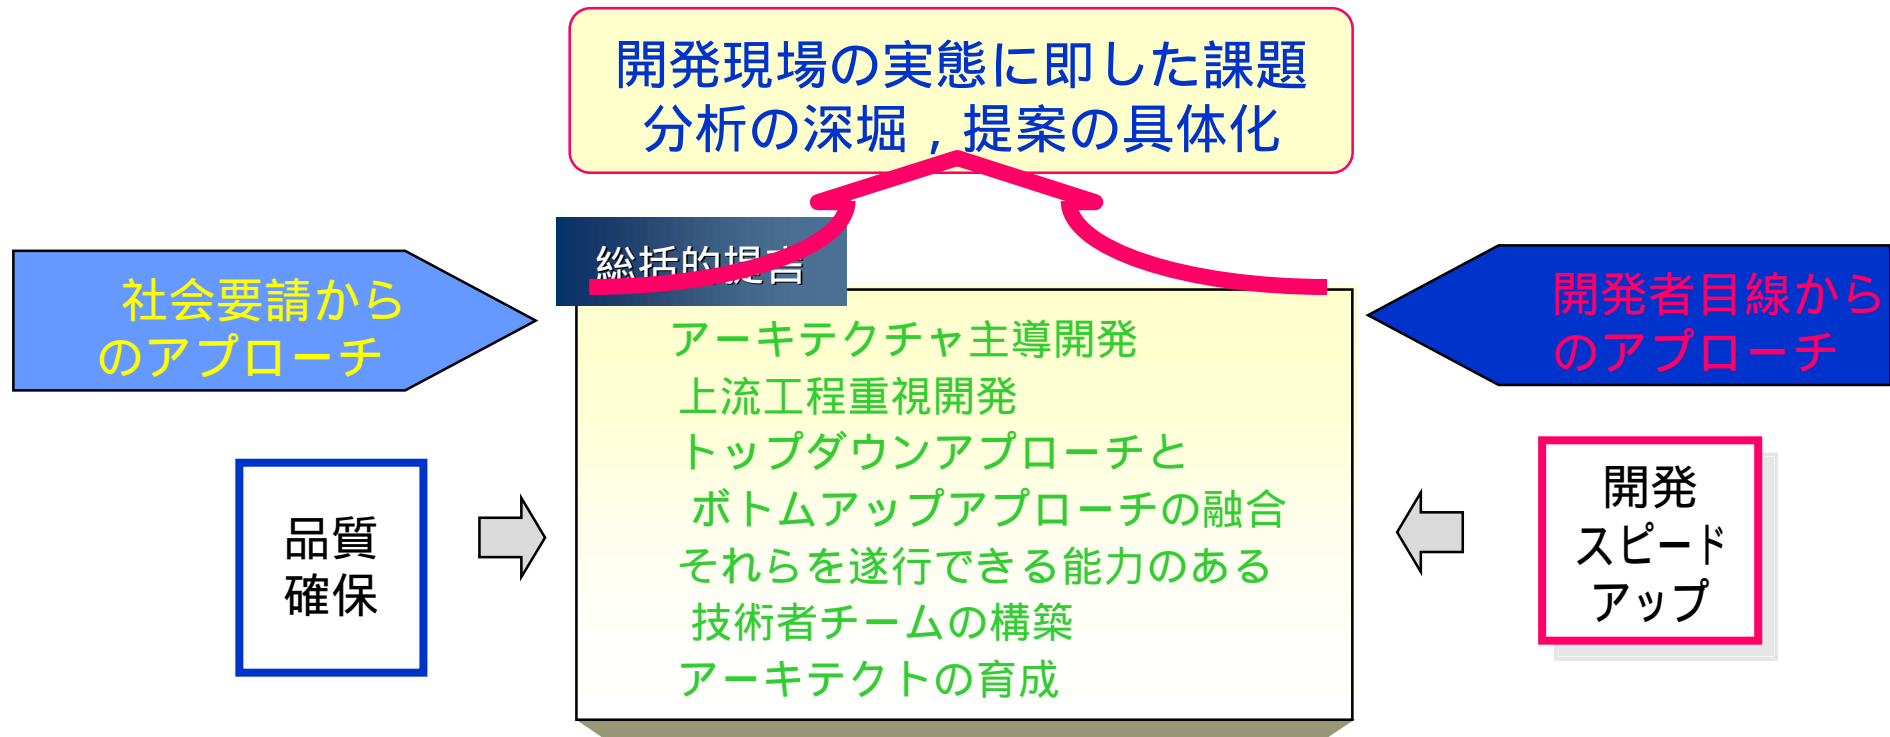 開発現場の実態に即した課題
分析の深堀，提案の具体化
総括的提言
社会要請から
のアプローチ
開発者目線から
のアプローチ
アーキテクチャ主導開発
上流工程重視開発
トップダウンアプローチと
ボトムアップアプローチの融合
それらを遂行できる能力のある
技術者チームの構築
アーキテクトの育成
品質
確保
開発
スピード
アップ